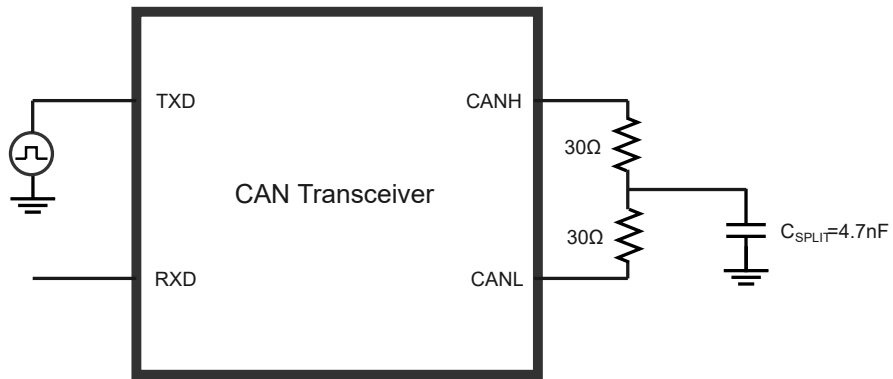 TXD
CANH
30Ω
CAN Transceiver
30Ω
C_SPLIT=4.7nF
RXD
CANL